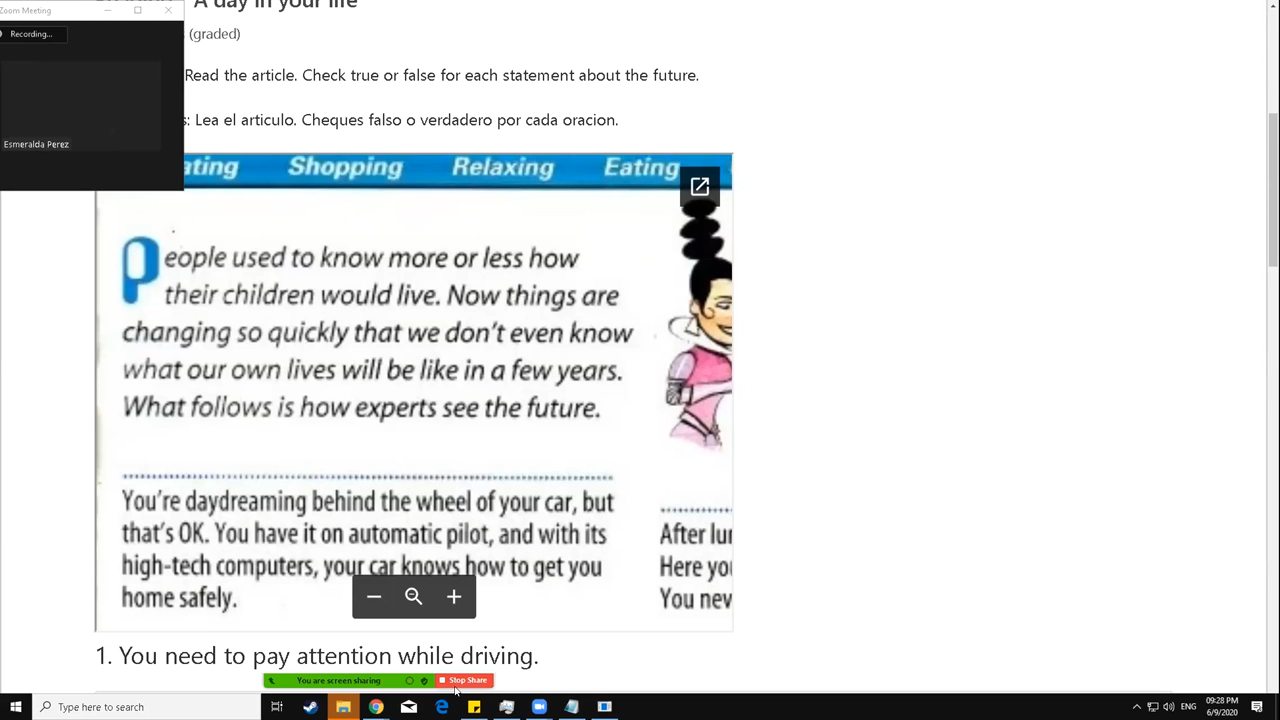 A day in your life
Zoom Meeting
Recording...
(graded)
Read the article. Check true or false for each statement about the future.
s: Lea el articulo. Cheques falso o verdadero por cada oracion.
Esmeralda Perez
ating Shopping Relaxing Eating
People used to know more or less how
their children would live. Now things are
changing so quickly that we don't even know
what our own lives will be like in a few years.
What follows is how experts see the future.
You're daydreaming behind the wheel of your car, but
that's OK. You have it on automatic pilot, and with its
high-tech computers, your car knows how to get you
home safely.
After lu
Here yo
You nev
1. You need to pay attention while driving.
You are screen sharing
Stop Share
Type here to search
ENG
09:28 PM
6/9/2020